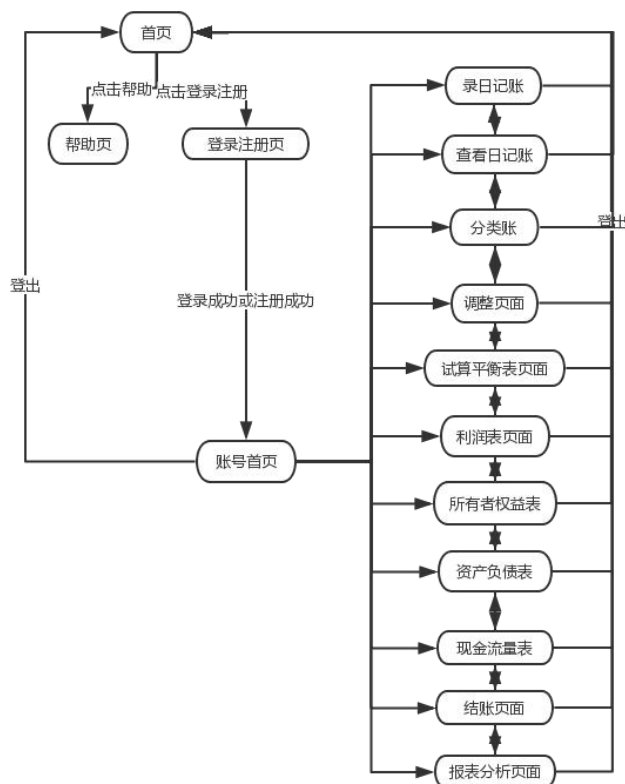 首页
点击帮助
点击登录注册
帮助页
登录注册页
登出
登录成功或注册成功
账号首页
录日记账
查看日记账
分类账
登出
调整页面
试算平衡表页面
利润表页面
所有者权益表
资产负债表
现金流量表
结账页面
报表分析页面